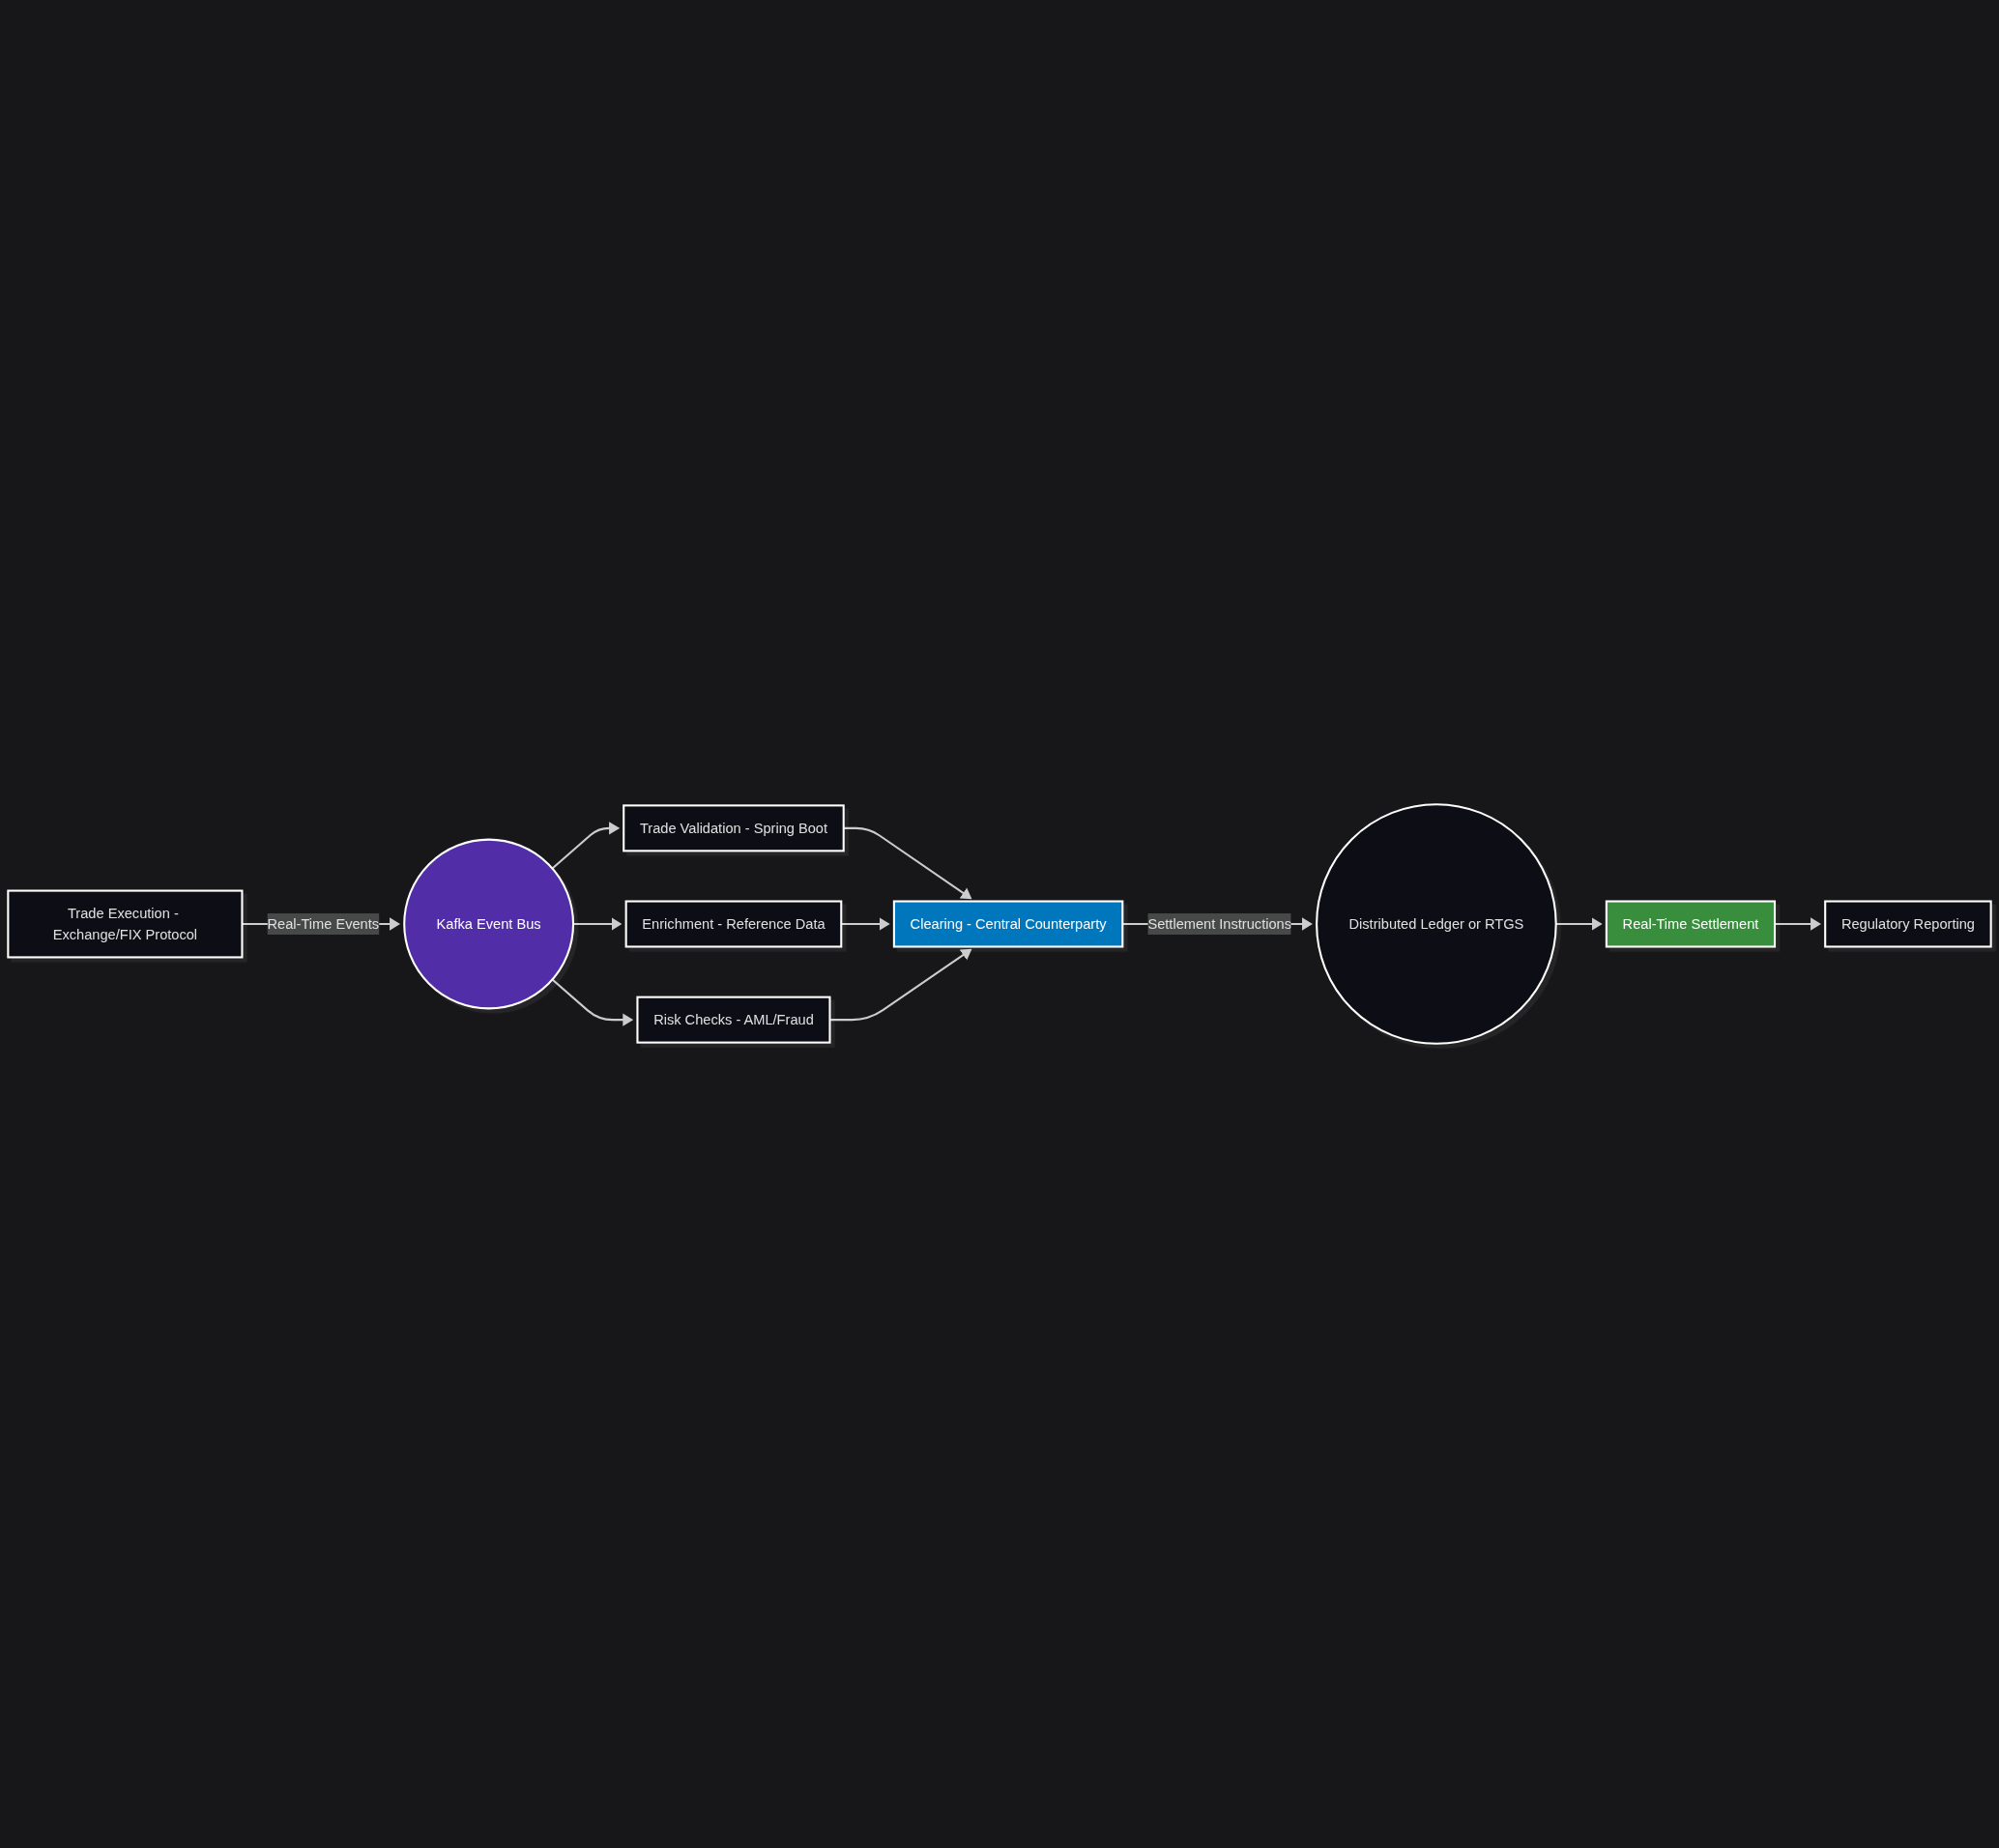 Trade Execution -
Exchange/FIX Protocol
Real-Time Events
Kafka Event Bus
Trade Validation - Spring Boot
Enrichment - Reference Data
Risk Checks - AML/Fraud
Clearing - Central Counterparty
Settlement Instructions
Distributed Ledger or RTGS
Real-Time Settlement
Regulatory Reporting